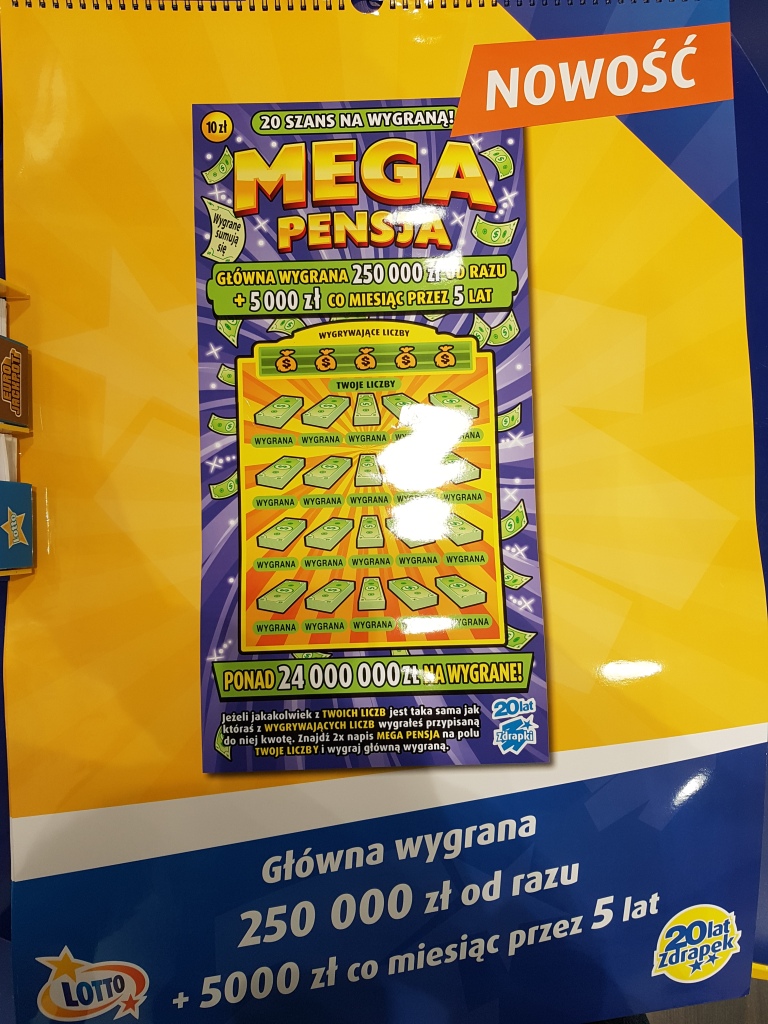 NOWOŚĆ
10 zł
20 SZANS NA WYGRANĄ!
MEGA
PENSJA
Wygrane
sumują
się
GŁÓWNA WYGRANA 250 000 zł OD RAZU
+ 5 000 zł CO MIESIĄC PRZEZ 5 LAT
WYGRYWAJĄCE LICZBY
TWOJE LICZBY
WYGRANA WYGRANA WYGRANA
WYGRANA WYGRANA WYGRANA WYGRANA
WYGRANA WYGRANA WYGRANA WYGRANA WYGRANA
WYGRANA WYGRANA WYGRANA WYGRANA
PONAD 24 000 000 zł NA WYGRANE!
Jeżeli jakakolwiek z TWOICH LICZB jest taka sama jak
któraś z WYGRYWAJĄCYCH LICZB wygrałeś przypisaną
do niej kwotę. Znajdź 2x napis MEGA PENSJA na polu
TWOJE LICZBY i wygraj główną wygraną.
20 lat
Zdrapki
EURO
JACKPOT
Lotto
Główna wygrana
250 000 zł od razu
+ 5000 zł co miesiąc przez 5 lat
LOTTO
20 lat
Zdrapek